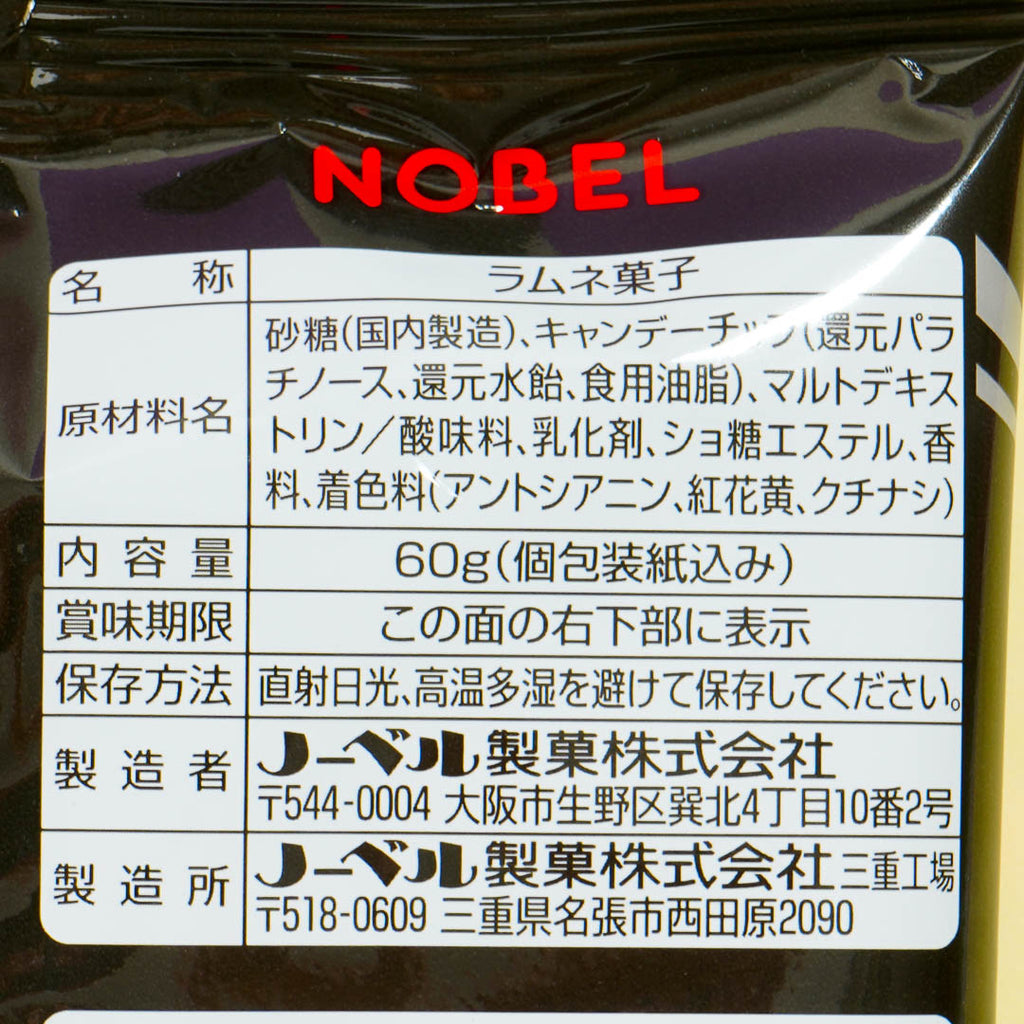 NOBEL
名称 ラムネ菓子
原材料名
砂糖(国内製造)、キャンデーチップ(還元パラ
チノース、還元水飴、食用油脂)、マルトデキス
トリン/酸味料、乳化剤、ショ糖エステル、香
料、着色料(アントシアニン、紅花黄、クチナシ)
内容量 60g(個包装紙込み)
賞味期限 この面の右下部に表示
保存方法 直射日光、高温多湿を避けて保存してください。
製造者
ノーベル製菓株式会社
〒544-0004 大阪市生野区巽北4丁目10番2号
製造所
ノーベル製菓株式会社三重工場
〒518-0609 三重県名張市西田原2090